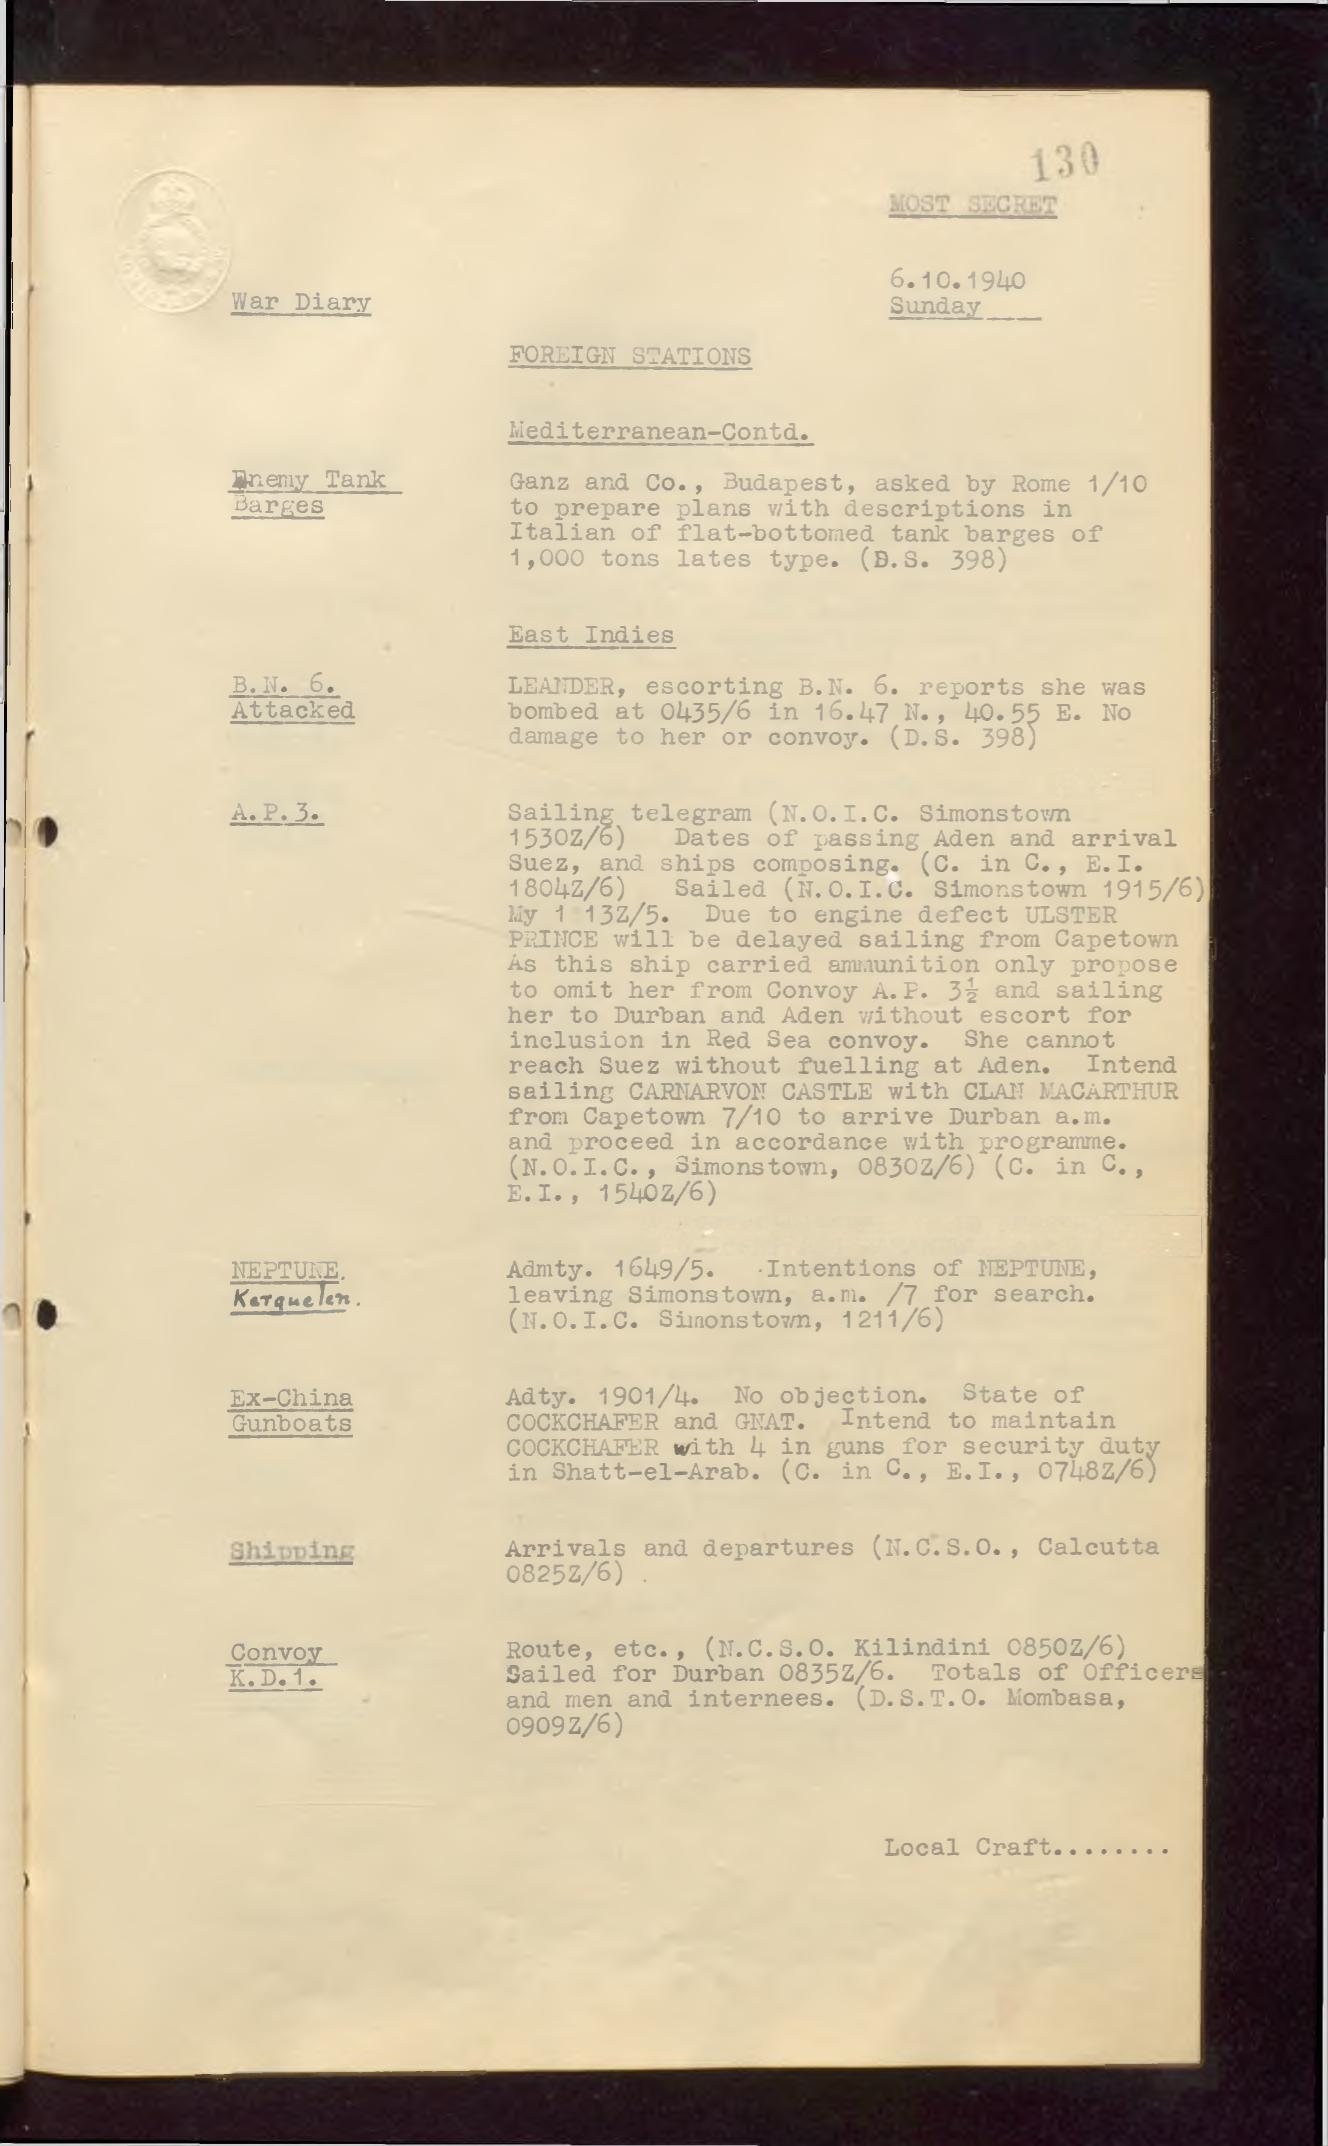 130
MOST SECRET
6.10.1940
War Diary
Sunday
FOREIGN STATIONS
Mediterranean-Contd.
Enemy Tank
Barges
Ganz and Co., Budapest, asked by Rome 1/10
to prepare plans with descriptions in
Italian of flat-bottomed tank barges of
1,000 tons lates type. (D.S. 398)
East Indies
B.N. 6.
Attacked
LEANDER, escorting B.N. 6. reports she was
bombed at 0435/6 in 16.47 N., 40.55 E. No
damage to her or convoy. (D.S. 398)
A.P.3.
Sailing telegram (N.O.I.C. Simonstown
1530Z/6) Dates of passing Aden and arrival
Suez, and ships composing. (C. in C., E.I.
1804Z/6) Sailed (N.O.I.C. Simonstown 1915/6)
My 1 13Z/5. Due to engine defect ULSTER
PRINCE will be delayed sailing from Capetown
As this ship carried ammunition only propose
to omit her from Convoy A.P. 3½ and sailing
her to Durban and Aden without escort for
inclusion in Red Sea convoy. She cannot
reach Suez without fuelling at Aden. Intend
sailing CARNARVON CASTLE with CLAN MACARTHUR
from Capetown 7/10 to arrive Durban a.m.
and proceed in accordance with programme.
(N.O.I.C., Simonstown, 0830Z/6) (C. in C.,
E.I., 1540Z/6)
NEPTUNE.
Kerguelen.
Admty. 1649/5. Intentions of NEPTUNE,
leaving Simonstown, a.m. /7 for search.
(N.O.I.C. Simonstown, 1211/6)
Ex-China
Gunboats
Adty. 1901/4. No objection. State of
COCKCHAFER and GNAT. Intend to maintain
COCKCHAFER with 4 in guns for security duty
in Shatt-el-Arab. (C. in C., E.I., 0748Z/6)
Shipping
Arrivals and departures (N.C.S.O., Calcutta
0825Z/6)
Convoy
K.D.1.
Route, etc., (N.C.S.O. Kilindini 0850Z/6)
Sailed for Durban 0835Z/6. Totals of Officers
and men and internees. (D.S.T.O. Mombasa,
0909Z/6)
Local Craft........